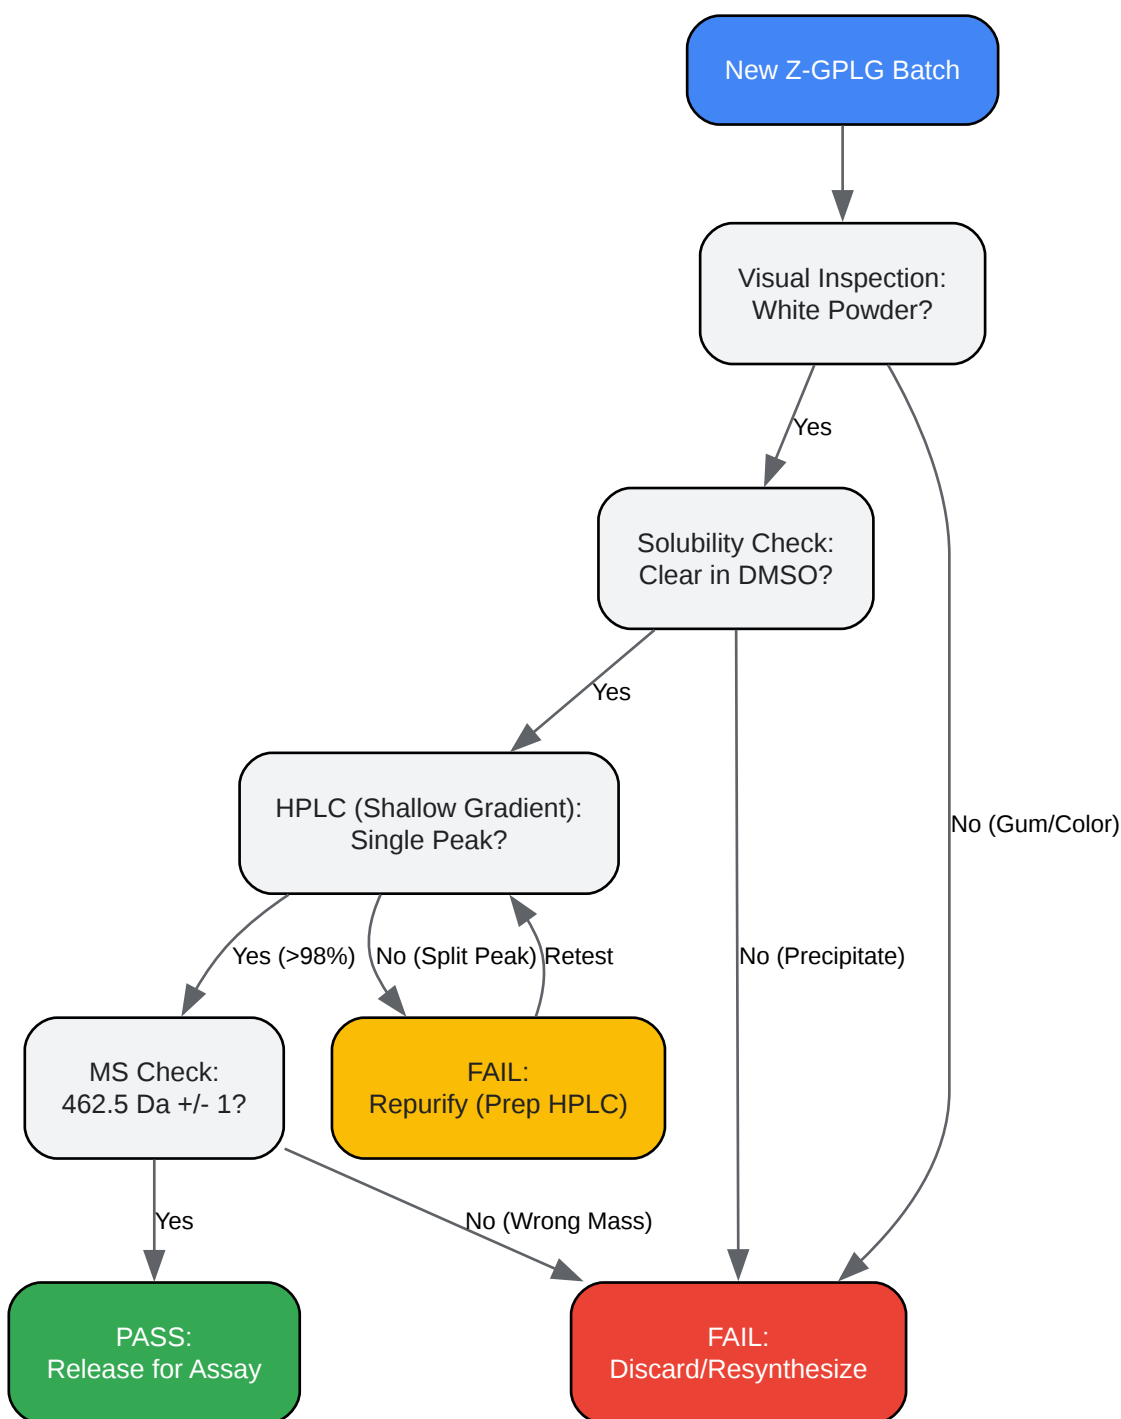 New Z-GPLG Batch
Visual Inspection:
White Powder?
Yes
Solubility Check:
Clear in DMSO?
Yes
HPLC (Shallow Gradient):
Single Peak?
No (Gum/Color)
Yes (>98%)
No (Split Peak)
Retest
No (Precipitate)
MS Check:
462.5 Da +/- 1?
FAIL:
Repurify (Prep HPLC)
Yes
No (Wrong Mass)
PASS:
Release for Assay
FAIL:
Discard/Resynthesize